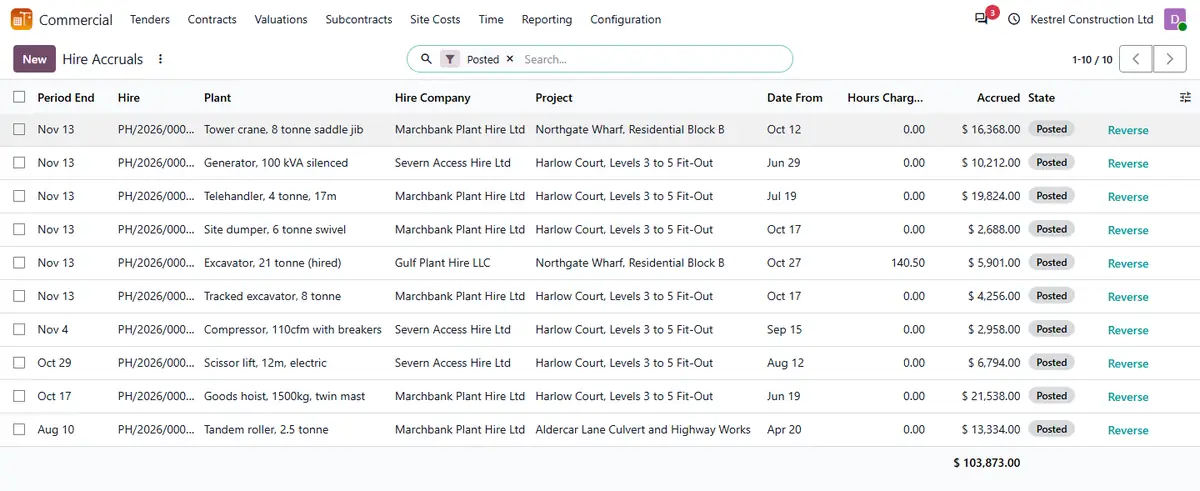 Commercial Tenders Contracts Valuations Subcontracts Site Costs Time Reporting Configuration 3 Kestrel Construction Ltd D
New Hire Accruals Posted × Search... 1-10 / 10
Period End Hire Plant Hire Company Project Date From Hours Charg... Accrued State
Nov 13 PH/2026/000... Tower crane, 8 tonne saddle jib Marchbank Plant Hire Ltd Northgate Wharf, Residential Block B Oct 12 0.00 $ 16,368.00 Posted Reverse
Nov 13 PH/2026/000... Generator, 100 kVA silenced Severn Access Hire Ltd Harlow Court, Levels 3 to 5 Fit-Out Jun 29 0.00 $ 10,212.00 Posted Reverse
Nov 13 PH/2026/000... Telehandler, 4 tonne, 17m Marchbank Plant Hire Ltd Harlow Court, Levels 3 to 5 Fit-Out Jul 19 0.00 $ 19,824.00 Posted Reverse
Nov 13 PH/2026/000... Site dumper, 6 tonne swivel Marchbank Plant Hire Ltd Harlow Court, Levels 3 to 5 Fit-Out Oct 17 0.00 $ 2,688.00 Posted Reverse
Nov 13 PH/2026/000... Excavator, 21 tonne (hired) Gulf Plant Hire LLC Northgate Wharf, Residential Block B Oct 27 140.50 $ 5,901.00 Posted Reverse
Nov 13 PH/2026/000... Tracked excavator, 8 tonne Marchbank Plant Hire Ltd Harlow Court, Levels 3 to 5 Fit-Out Oct 17 0.00 $ 4,256.00 Posted Reverse
Nov 4 PH/2026/000... Compressor, 110cfm with breakers Severn Access Hire Ltd Harlow Court, Levels 3 to 5 Fit-Out Sep 15 0.00 $ 2,958.00 Posted Reverse
Oct 29 PH/2026/000... Scissor lift, 12m, electric Severn Access Hire Ltd Harlow Court, Levels 3 to 5 Fit-Out Aug 12 0.00 $ 6,794.00 Posted Reverse
Oct 17 PH/2026/000... Goods hoist, 1500kg, twin mast Marchbank Plant Hire Ltd Harlow Court, Levels 3 to 5 Fit-Out Jun 19 0.00 $ 21,538.00 Posted Reverse
Aug 10 PH/2026/000... Tandem roller, 2.5 tonne Marchbank Plant Hire Ltd Aldercar Lane Culvert and Highway Works Apr 20 0.00 $ 13,334.00 Posted Reverse
$ 103,873.00